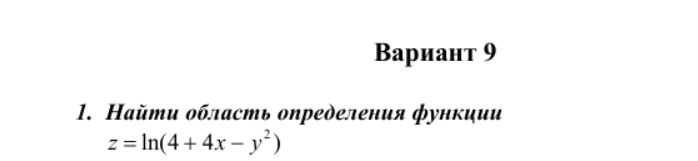 Вариант 9
1. Найти область определения функции
z = ln(4 + 4x − y²)